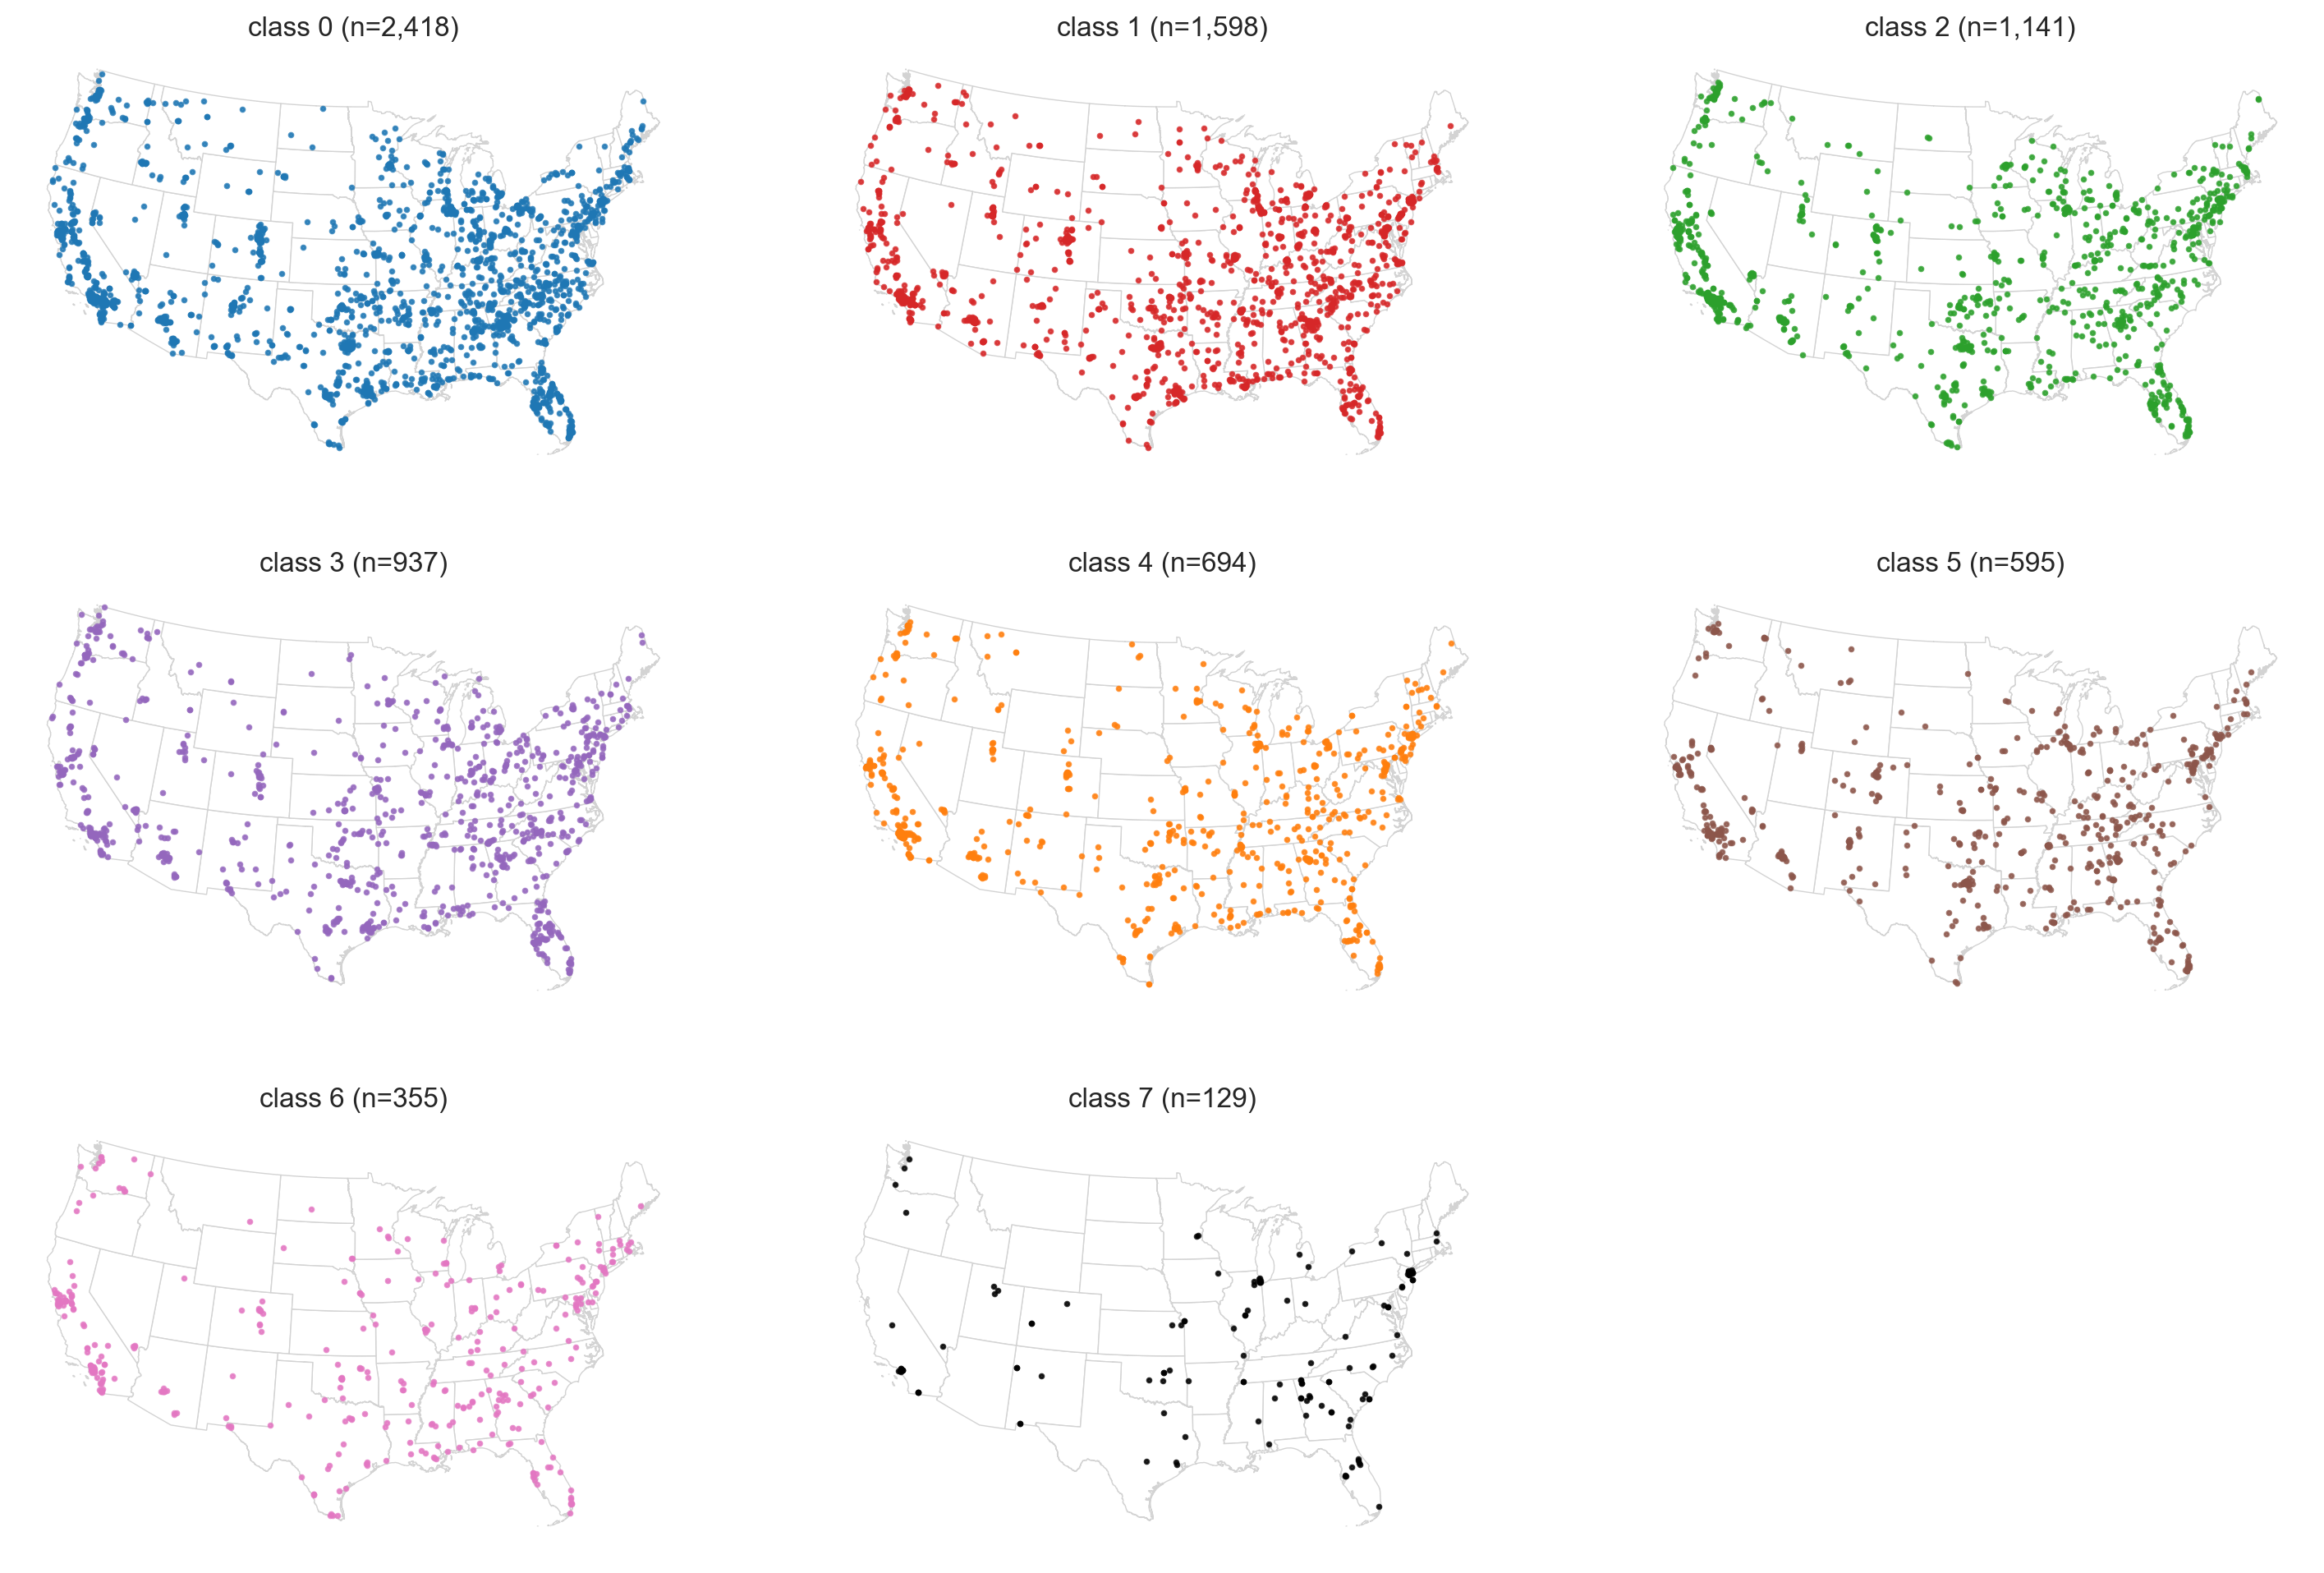 class 0 (n=2,418)
class 1 (n=1,598)
class 2 (n=1,141)
class 3 (n=937)
class 4 (n=694)
class 5 (n=595)
class 6 (n=355)
class 7 (n=129)